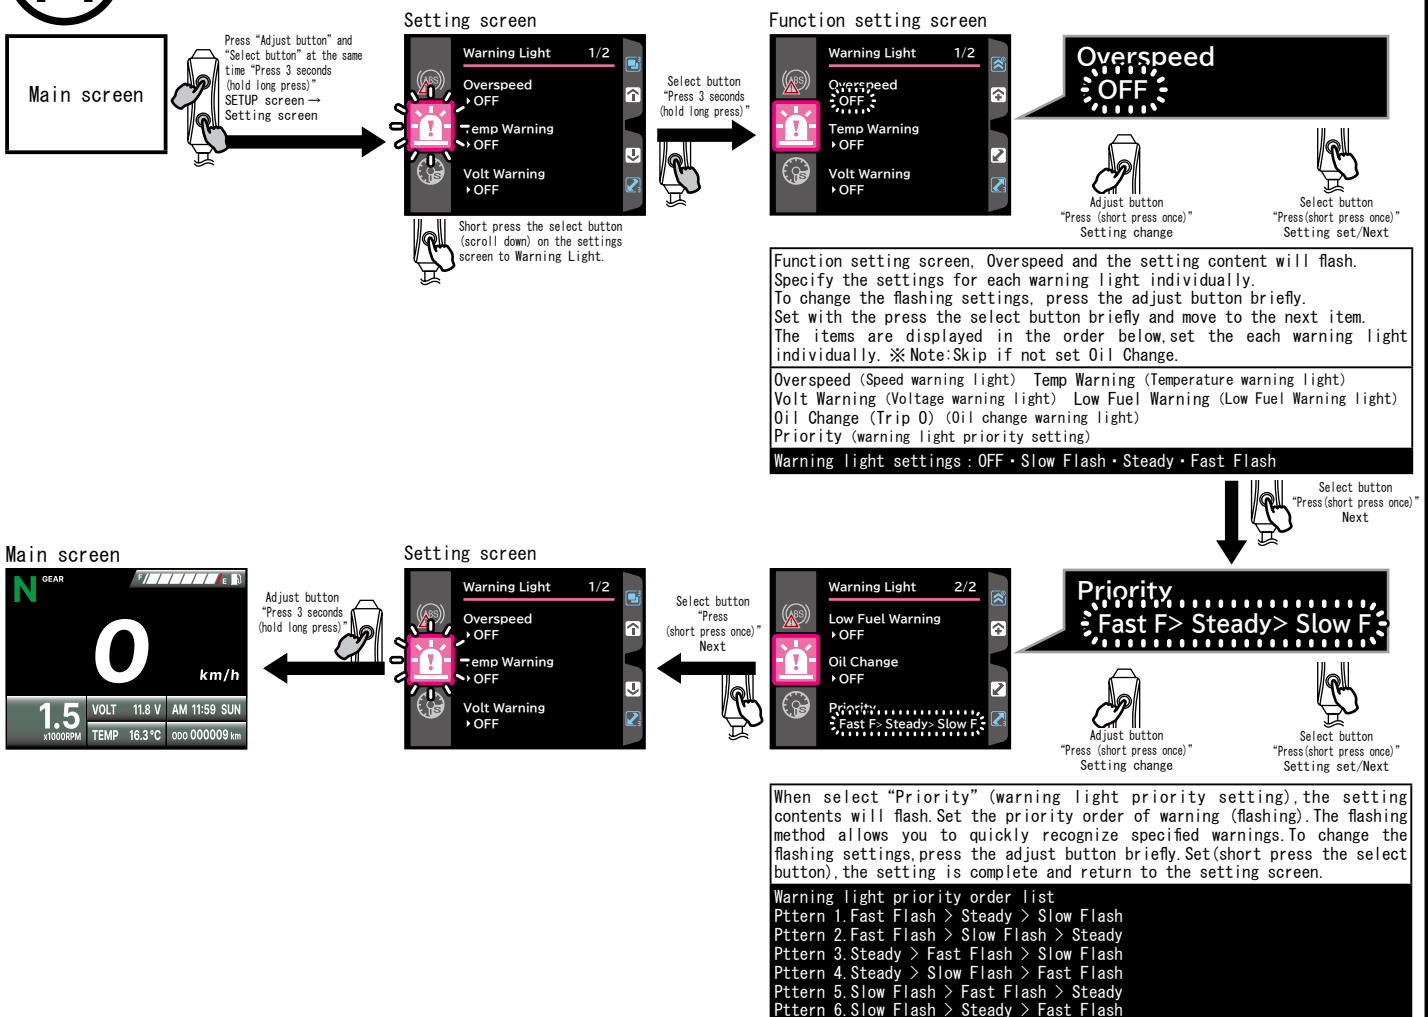 Setting screen
Function setting screen
Main screen
Press “Adjust button” and
“Select button” at the same
time “Press 3 seconds
(hold long press)”
SETUP screen→
Setting screen
Warning Light 1/2
ABS
Overspeed
OFF
Temp Warning
OFF
Volt Warning
OFF
Short press the select button
(scroll down) on the settings
screen to Warning Light.
Select button
“Press 3 seconds
(hold long press)”
Warning Light 1/2
ABS
Overspeed
OFF
Temp Warning
OFF
Volt Warning
OFF
Overspeed
OFF
Adjust button
“Press (short press once)”
Setting change
Select button
“Press(short press once)”
Setting set/Next
Function setting screen, Overspeed and the setting content will flash.
Specify the settings for each warning light individually.
To change the flashing settings, press the adjust button briefly.
Set with the press the select button briefly and move to the next item.
The items are displayed in the order below,set the each warning light
individually. ※Note:Skip if not set Oil Change.
Overspeed (Speed warning light) Temp Warning (Temperature warning light)
Volt Warning (Voltage warning light) Low Fuel Warning (Low Fuel Warning light)
Oil Change (Trip O) (Oil change warning light)
Priority (warning light priority setting)
Warning light settings：OFF・Slow Flash・Steady・Fast Flash
Select button
“Press(short press once)”
Next
Main screen
N GEAR
F E
0
km/h
1.5
x1000RPM
VOLT 11.8 V AM 11:59 SUN
TEMP 16.3°C ODO 000009 km
Adjust button
“Press 3 seconds
(hold long press)”
Setting screen
Warning Light 1/2
ABS
Overspeed
OFF
Temp Warning
OFF
Volt Warning
OFF
Select button
“Press
(short press once)”
Next
Warning Light 2/2
ABS
Low Fuel Warning
OFF
Oil Change
OFF
Priority
Fast F> Steady> Slow F
Priority
Fast F> Steady> Slow F
Adjust button
“Press (short press once)”
Setting change
Select button
“Press(short press once)”
Setting set/Next
When select “Priority” (warning light priority setting),the setting
contents will flash.Set the priority order of warning (flashing).The flashing
method allows you to quickly recognize specified warnings.To change the
flashing settings,press the adjust button briefly.Set(short press the select
button),the setting is complete and return to the setting screen.
Warning light priority order list
Pttern 1.Fast Flash > Steady > Slow Flash
Pttern 2.Fast Flash > Slow Flash > Steady
Pttern 3.Steady > Fast Flash > Slow Flash
Pttern 4.Steady > Slow Flash > Fast Flash
Pttern 5.Slow Flash > Fast Flash > Steady
Pttern 6.Slow Flash > Steady > Fast Flash